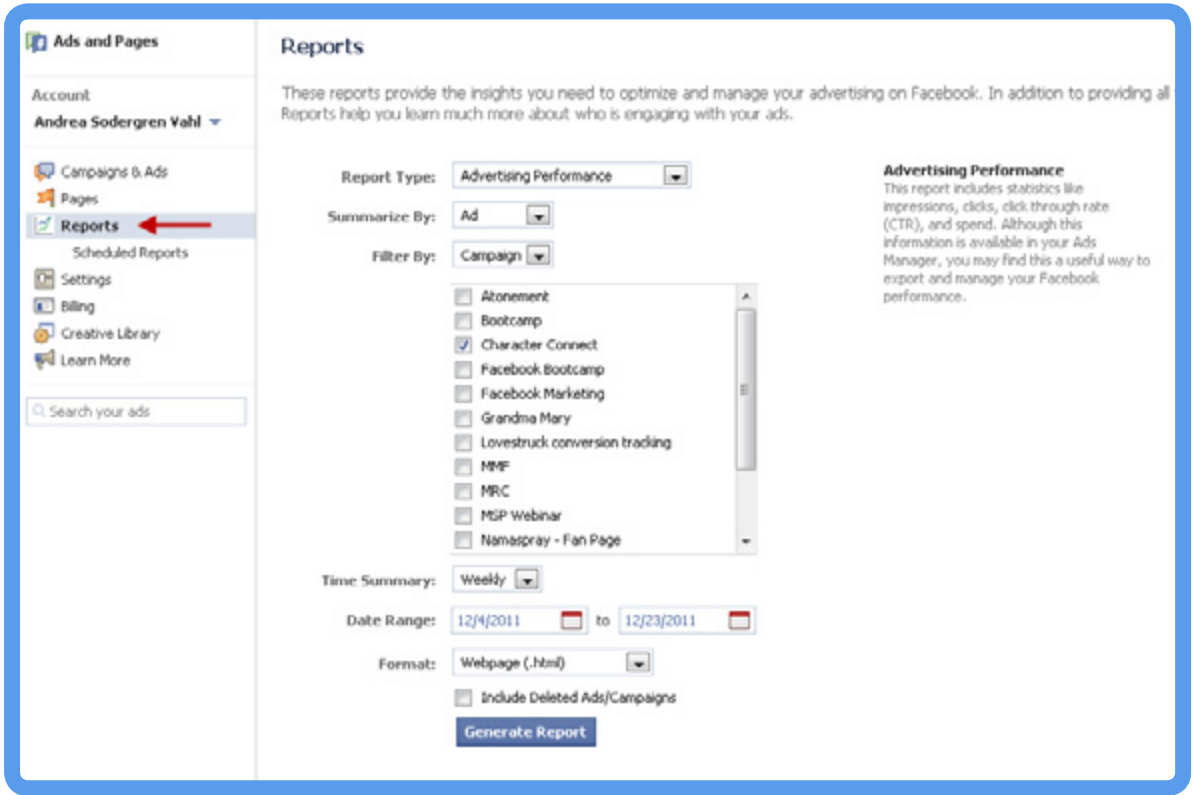 Ads and Pages
Account
Andrea Sodergren Vahl
Campaigns & Ads
Pages
Reports
Scheduled Reports
Settings
Billing
Creative Library
Learn More
Search your ads
Reports
These reports provide the insights you need to optimize and manage your advertising on Facebook. In addition to providing all
Reports help you learn much more about who is engaging with your ads.
Report Type: Advertising Performance
Summarize By: Ad
Filter By: Campaign
Atonement
Bootcamp
Character Connect
Facebook Bootcamp
Facebook Marketing
Grandma Mary
Lovestruck conversion tracking
MMF
MRC
MSP Webinar
Namaspray - Fan Page
Time Summary: Weekly
Date Range: 12/4/2011 to 12/23/2011
Format: Webpage (.html)
Include Deleted Ads/Campaigns
Generate Report
Advertising Performance
This report includes statistics like
impressions, clicks, click through rate
(CTR), and spend. Although this
information is available in your Ads
Manager, you may find this a useful way to
export and manage your Facebook
performance.